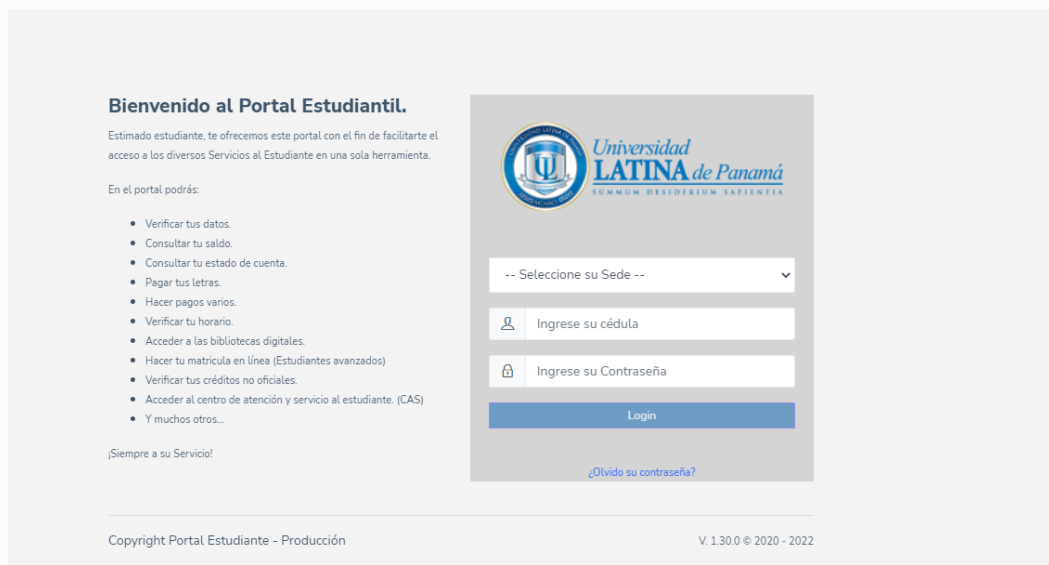 Bienvenido al Portal Estudiantil.
Estimado estudiante, te ofrecemos este portal con el fin de facilitarte el
acceso a los diversos Servicios al Estudiante en una sola herramienta.
En el portal podrás:
Verificar tus datos.
Consultar tu saldo.
Consultar tu estado de cuenta.
Pagar tus letras.
Hacer pagos varios.
Verificar tu horario.
Acceder a las bibliotecas digitales.
Hacer tu matricula en línea (Estudiantes avanzados)
Verificar tus créditos no oficiales.
Acceder al centro de atención y servicio al estudiante. (CAS)
Y muchos otros...
¡Siempre a su Servicio!
Universidad
LATINA de Panamá
SUMMUM DESIDERIUM SAPIENTIA
-- Seleccione su Sede --
Ingrese su cédula
Ingrese su Contraseña
Login
¿Olvido su contraseña?
Copyright Portal Estudiante - Producción
V. 1.30.0 © 2020 - 2022